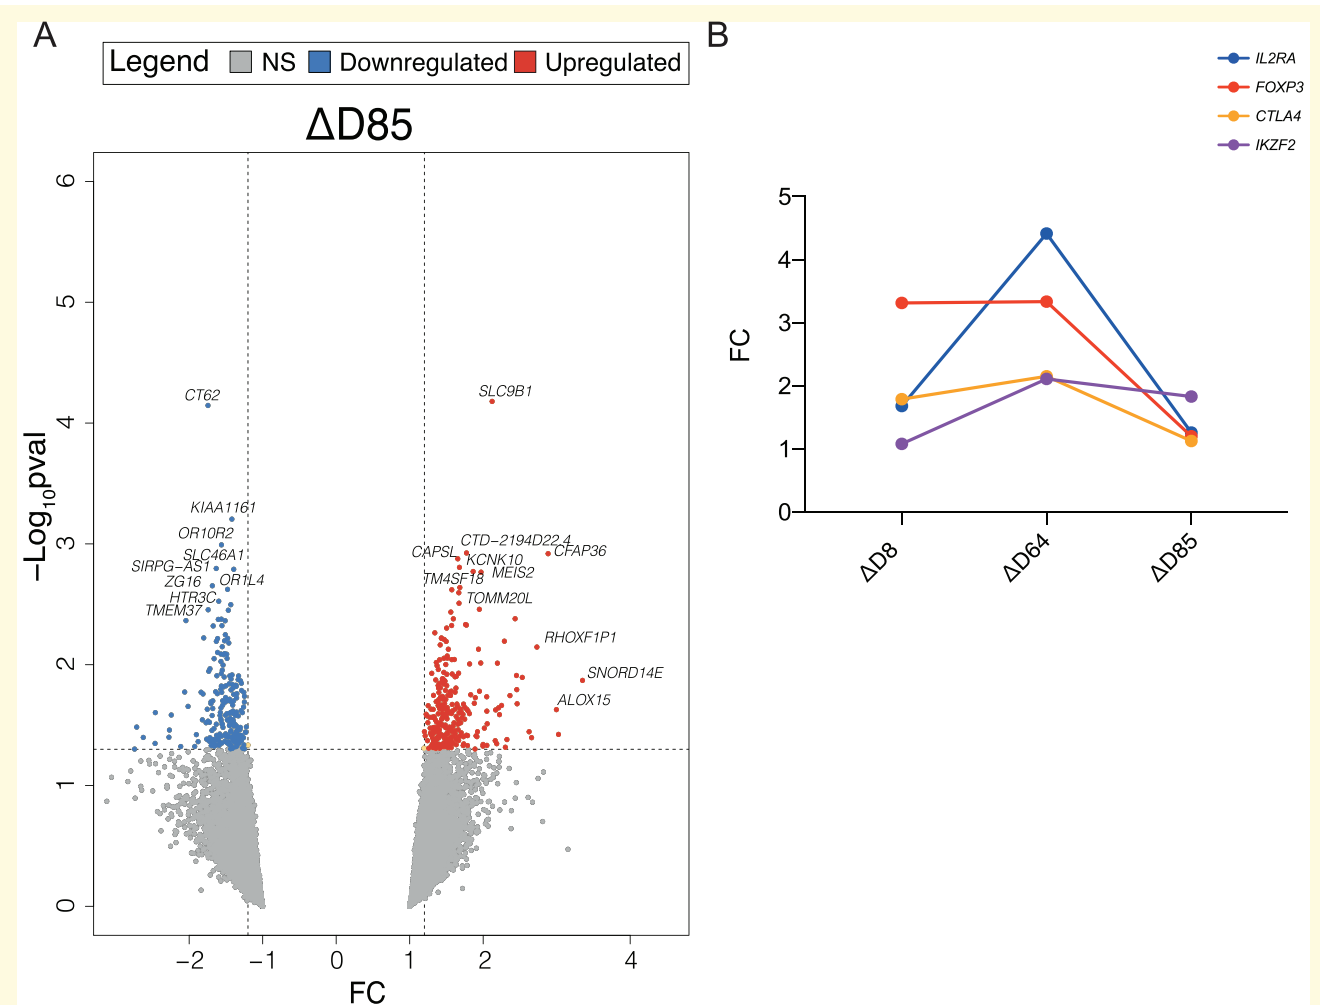 A
Legend NS Downregulated Upregulated
ΔD85
6
5
4
3
2
1
0
−Log10pval
CT62
SLC9B1
KIAA1161
OR10R2
SLC46A1
SIRPG−AS1
ZG16
OR1L4
HTR3C
TMEM37
CTD−2194D22.4
CAPSL
CFAP36
KCNK10
MEIS2
TM4SF18
TOMM20L
RHOXF1P1
SNORD14E
ALOX15
−2 −1 0 1 2 4
FC
B
IL2RA
FOXP3
CTLA4
IKZF2
5
4
3
2
1
0
FC
ΔD8 ΔD64 ΔD85